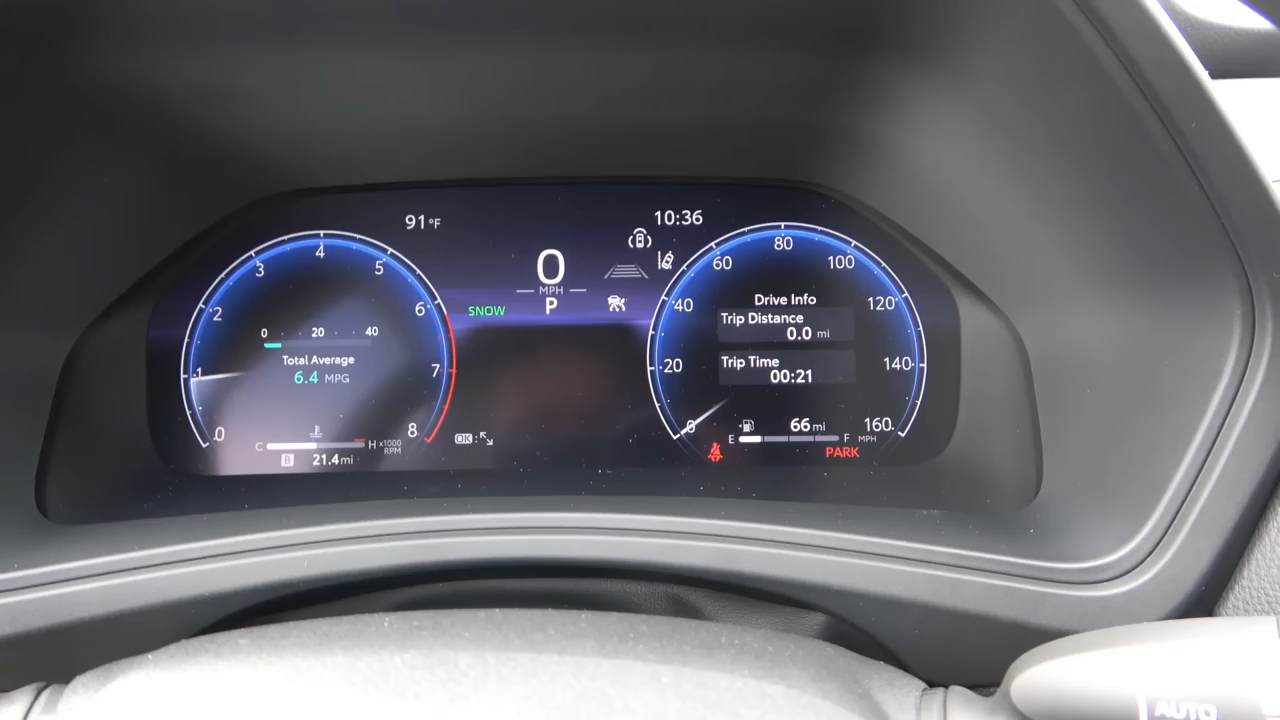 91°F
10:36
0
MPH
P
SNOW
0 1 2 3 4 5 6 7 8
x1000
RPM
0 20 40
Total Average
6.4 MPG
C H
B 21.4 mi
OK :
0 20 40 60 80 100 120 140 160
MPH
Drive Info
Trip Distance
0.0 mi
Trip Time
00:21
66 mi
E F
PARK
AUTO